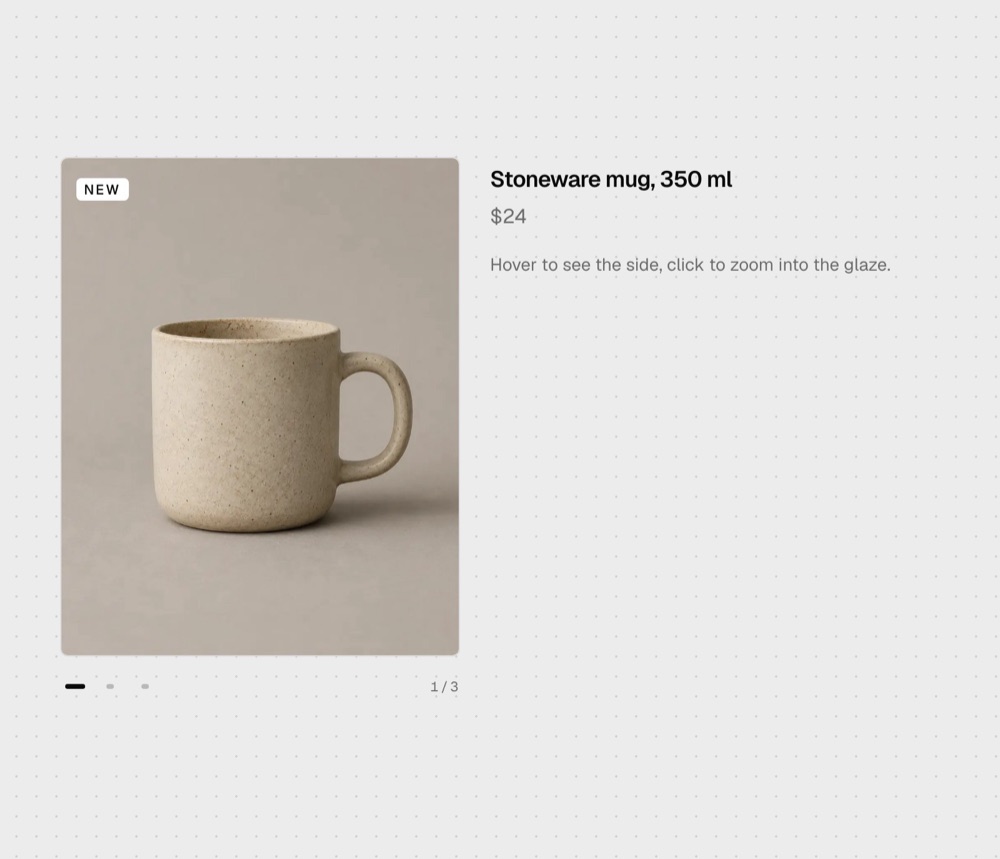 NEW
Stoneware mug, 350 ml
$24
Hover to see the side, click to zoom into the glaze.
1 / 3